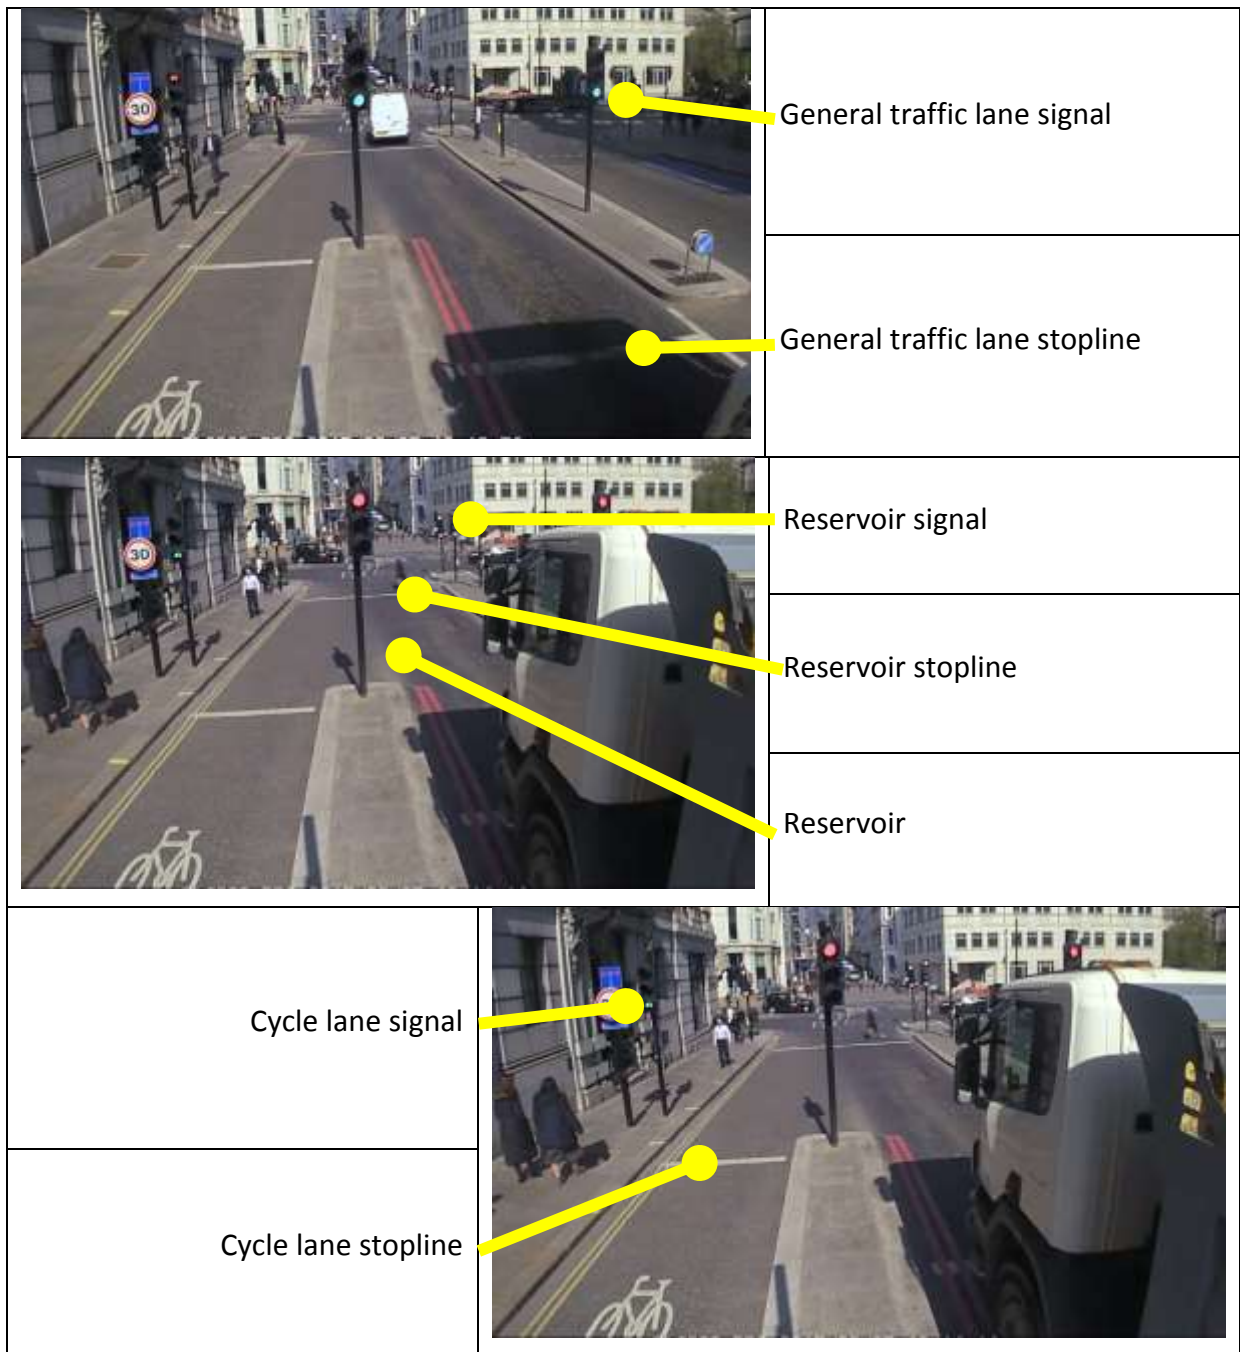 30
General traffic lane signal
General traffic lane stopline
30
Reservoir signal
Reservoir stopline
Reservoir
Cycle lane signal
Cycle lane stopline